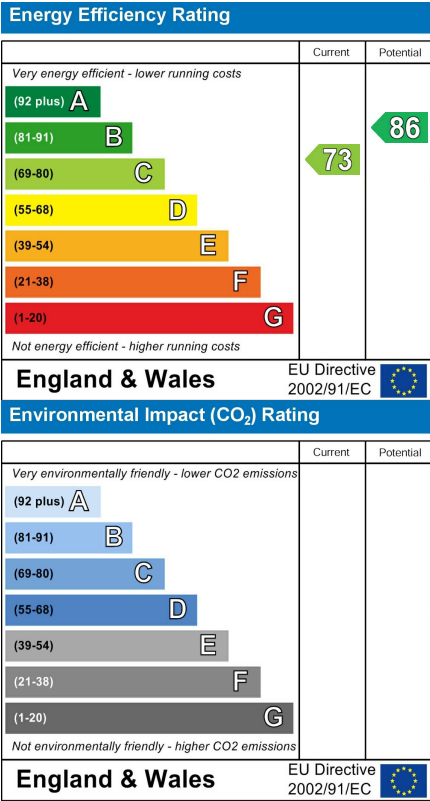 Energy Efficiency Rating
Current Potential
Very energy efficient - lower running costs
(92 plus) A
(81-91) B
(69-80) C
(55-68) D
(39-54) E
(21-38) F
(1-20) G
73
86
Not energy efficient - higher running costs
England & Wales
EU Directive
2002/91/EC
Environmental Impact (CO₂) Rating
Current Potential
Very environmentally friendly - lower CO2 emissions
(92 plus) A
(81-91) B
(69-80) C
(55-68) D
(39-54) E
(21-38) F
(1-20) G
Not environmentally friendly - higher CO2 emissions
England & Wales
EU Directive
2002/91/EC